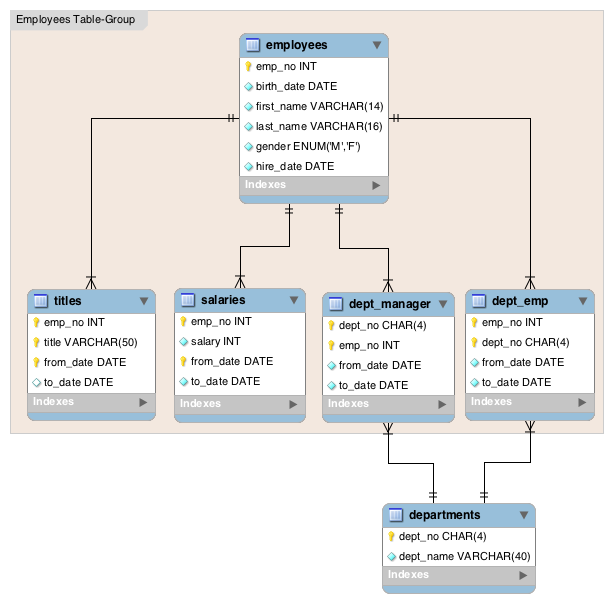 Employees Table-Group
employees
emp_no INT
birth_date DATE
first_name VARCHAR(14)
last_name VARCHAR(16)
gender ENUM('M','F')
hire_date DATE
Indexes
titles
emp_no INT
title VARCHAR(50)
from_date DATE
to_date DATE
Indexes
salaries
emp_no INT
salary INT
from_date DATE
to_date DATE
Indexes
dept_manager
dept_no CHAR(4)
emp_no INT
from_date DATE
to_date DATE
Indexes
dept_emp
emp_no INT
dept_no CHAR(4)
from_date DATE
to_date DATE
Indexes
departments
dept_no CHAR(4)
dept_name VARCHAR(40)
Indexes